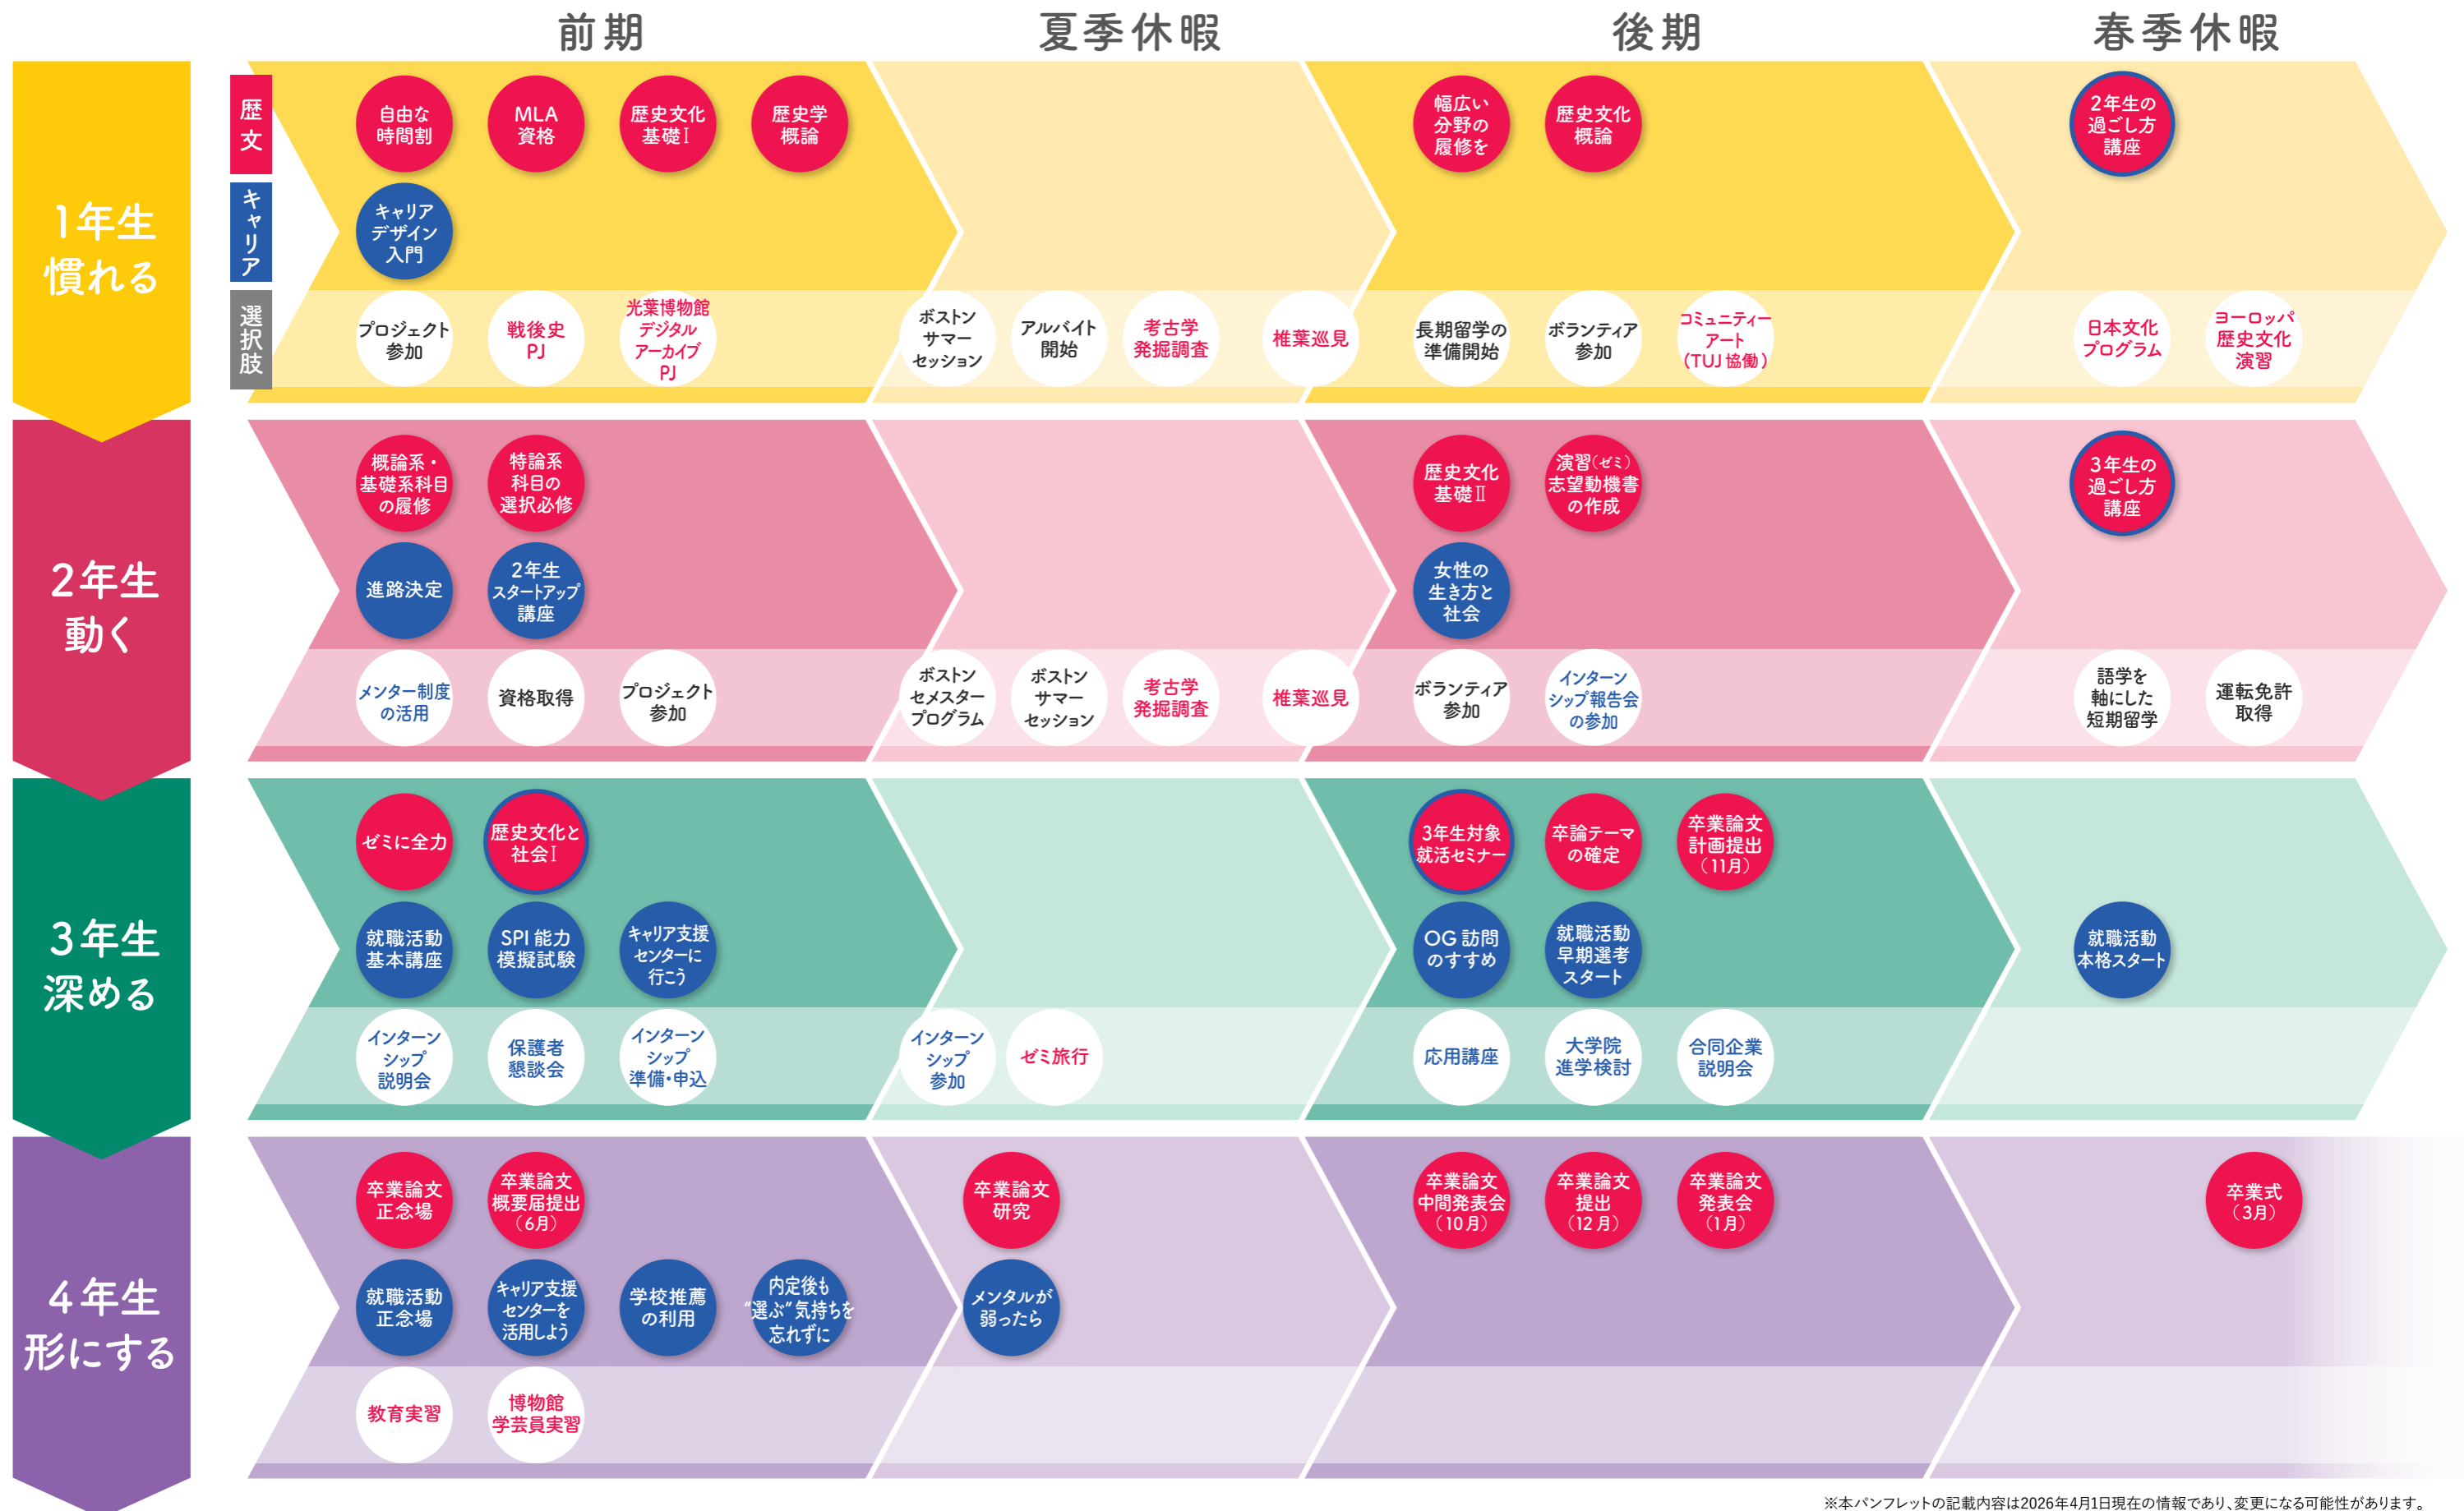 前期
夏季休暇
後期
春季休暇
1年生
慣れる
歴文
キャリア
選択肢
自由な
時間割
MLA
資格
歴史文化
基礎Ⅰ
歴史学
概論
幅広い
分野の
履修を
歴史文化
概論
2年生の
過ごし方
講座
キャリア
デザイン
入門
プロジェクト
参加
戦後史
PJ
光葉博物館
デジタル
アーカイブ
PJ
ボストン
サマー
セッション
アルバイト
開始
考古学
発掘調査
椎葉巡見
長期留学の
準備開始
ボランティア
参加
コミュニティー
アート
（TUJ協働）
日本文化
プログラム
ヨーロッパ
歴史文化
演習
2年生
動く
概論系・
基礎系科目
の履修
特論系
科目の
選択必修
歴史文化
基礎Ⅱ
演習（ゼミ）
志望動機書
の作成
3年生の
過ごし方
講座
進路決定
2年生
スタートアップ
講座
女性の
生き方と
社会
メンター制度
の活用
資格取得
プロジェクト
参加
ボストン
セメスター
プログラム
ボストン
サマー
セッション
考古学
発掘調査
椎葉巡見
ボランティア
参加
インターン
シップ報告会
の参加
語学を
軸にした
短期留学
運転免許
取得
3年生
深める
ゼミに全力
歴史文化と
社会Ⅰ
3年生対象
就活セミナー
卒論テーマ
の確定
卒業論文
計画提出
（11月）
就職活動
基本講座
SPI能力
模擬試験
キャリア支援
センターに
行こう
OG訪問
のすすめ
就職活動
早期選考
スタート
就職活動
本格スタート
インターン
シップ
説明会
保護者
懇談会
インターン
シップ
準備・申込
インターン
シップ
参加
ゼミ旅行
応用講座
大学院
進学検討
合同企業
説明会
4年生
形にする
卒業論文
正念場
卒業論文
概要届提出
（6月）
卒業論文
研究
卒業論文
中間発表会
（10月）
卒業論文
提出
（12月）
卒業論文
発表会
（1月）
卒業式
（3月）
就職活動
正念場
キャリア支援
センターを
活用しよう
学校推薦
の利用
内定後も
“選ぶ”気持ちを
忘れずに
メンタルが
弱ったら
教育実習
博物館
学芸員実習
※本パンフレットの記載内容は2026年4月1日現在の情報であり、変更になる可能性があります。